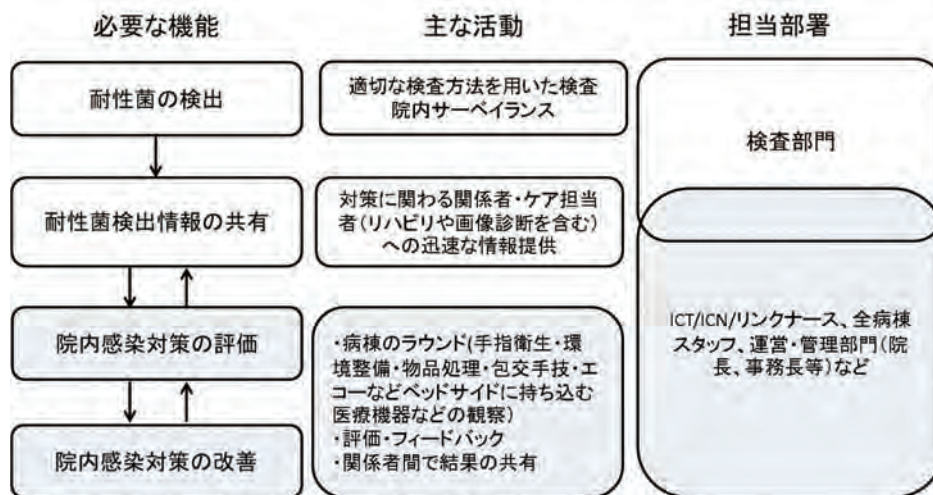 必要な機能
主な活動
担当部署
耐性菌の検出
適切な検査方法を用いた検査
院内サーベイランス
検査部門
耐性菌検出情報の共有
対策に関わる関係者・ケア担当
者(リハビリや画像診断を含む)
への迅速な情報提供
院内感染対策の評価
・病棟のラウンド(手指衛生・環
境整備・物品処理・包交手技・エ
コーなどベッドサイドに持ち込む
医療機器などの観察)
・評価・フィードバック
・関係者間で結果の共有
ICT/ICN/リンクナース、全病棟
スタッフ、運営・管理部門(院
長、事務長等)など
院内感染対策の改善